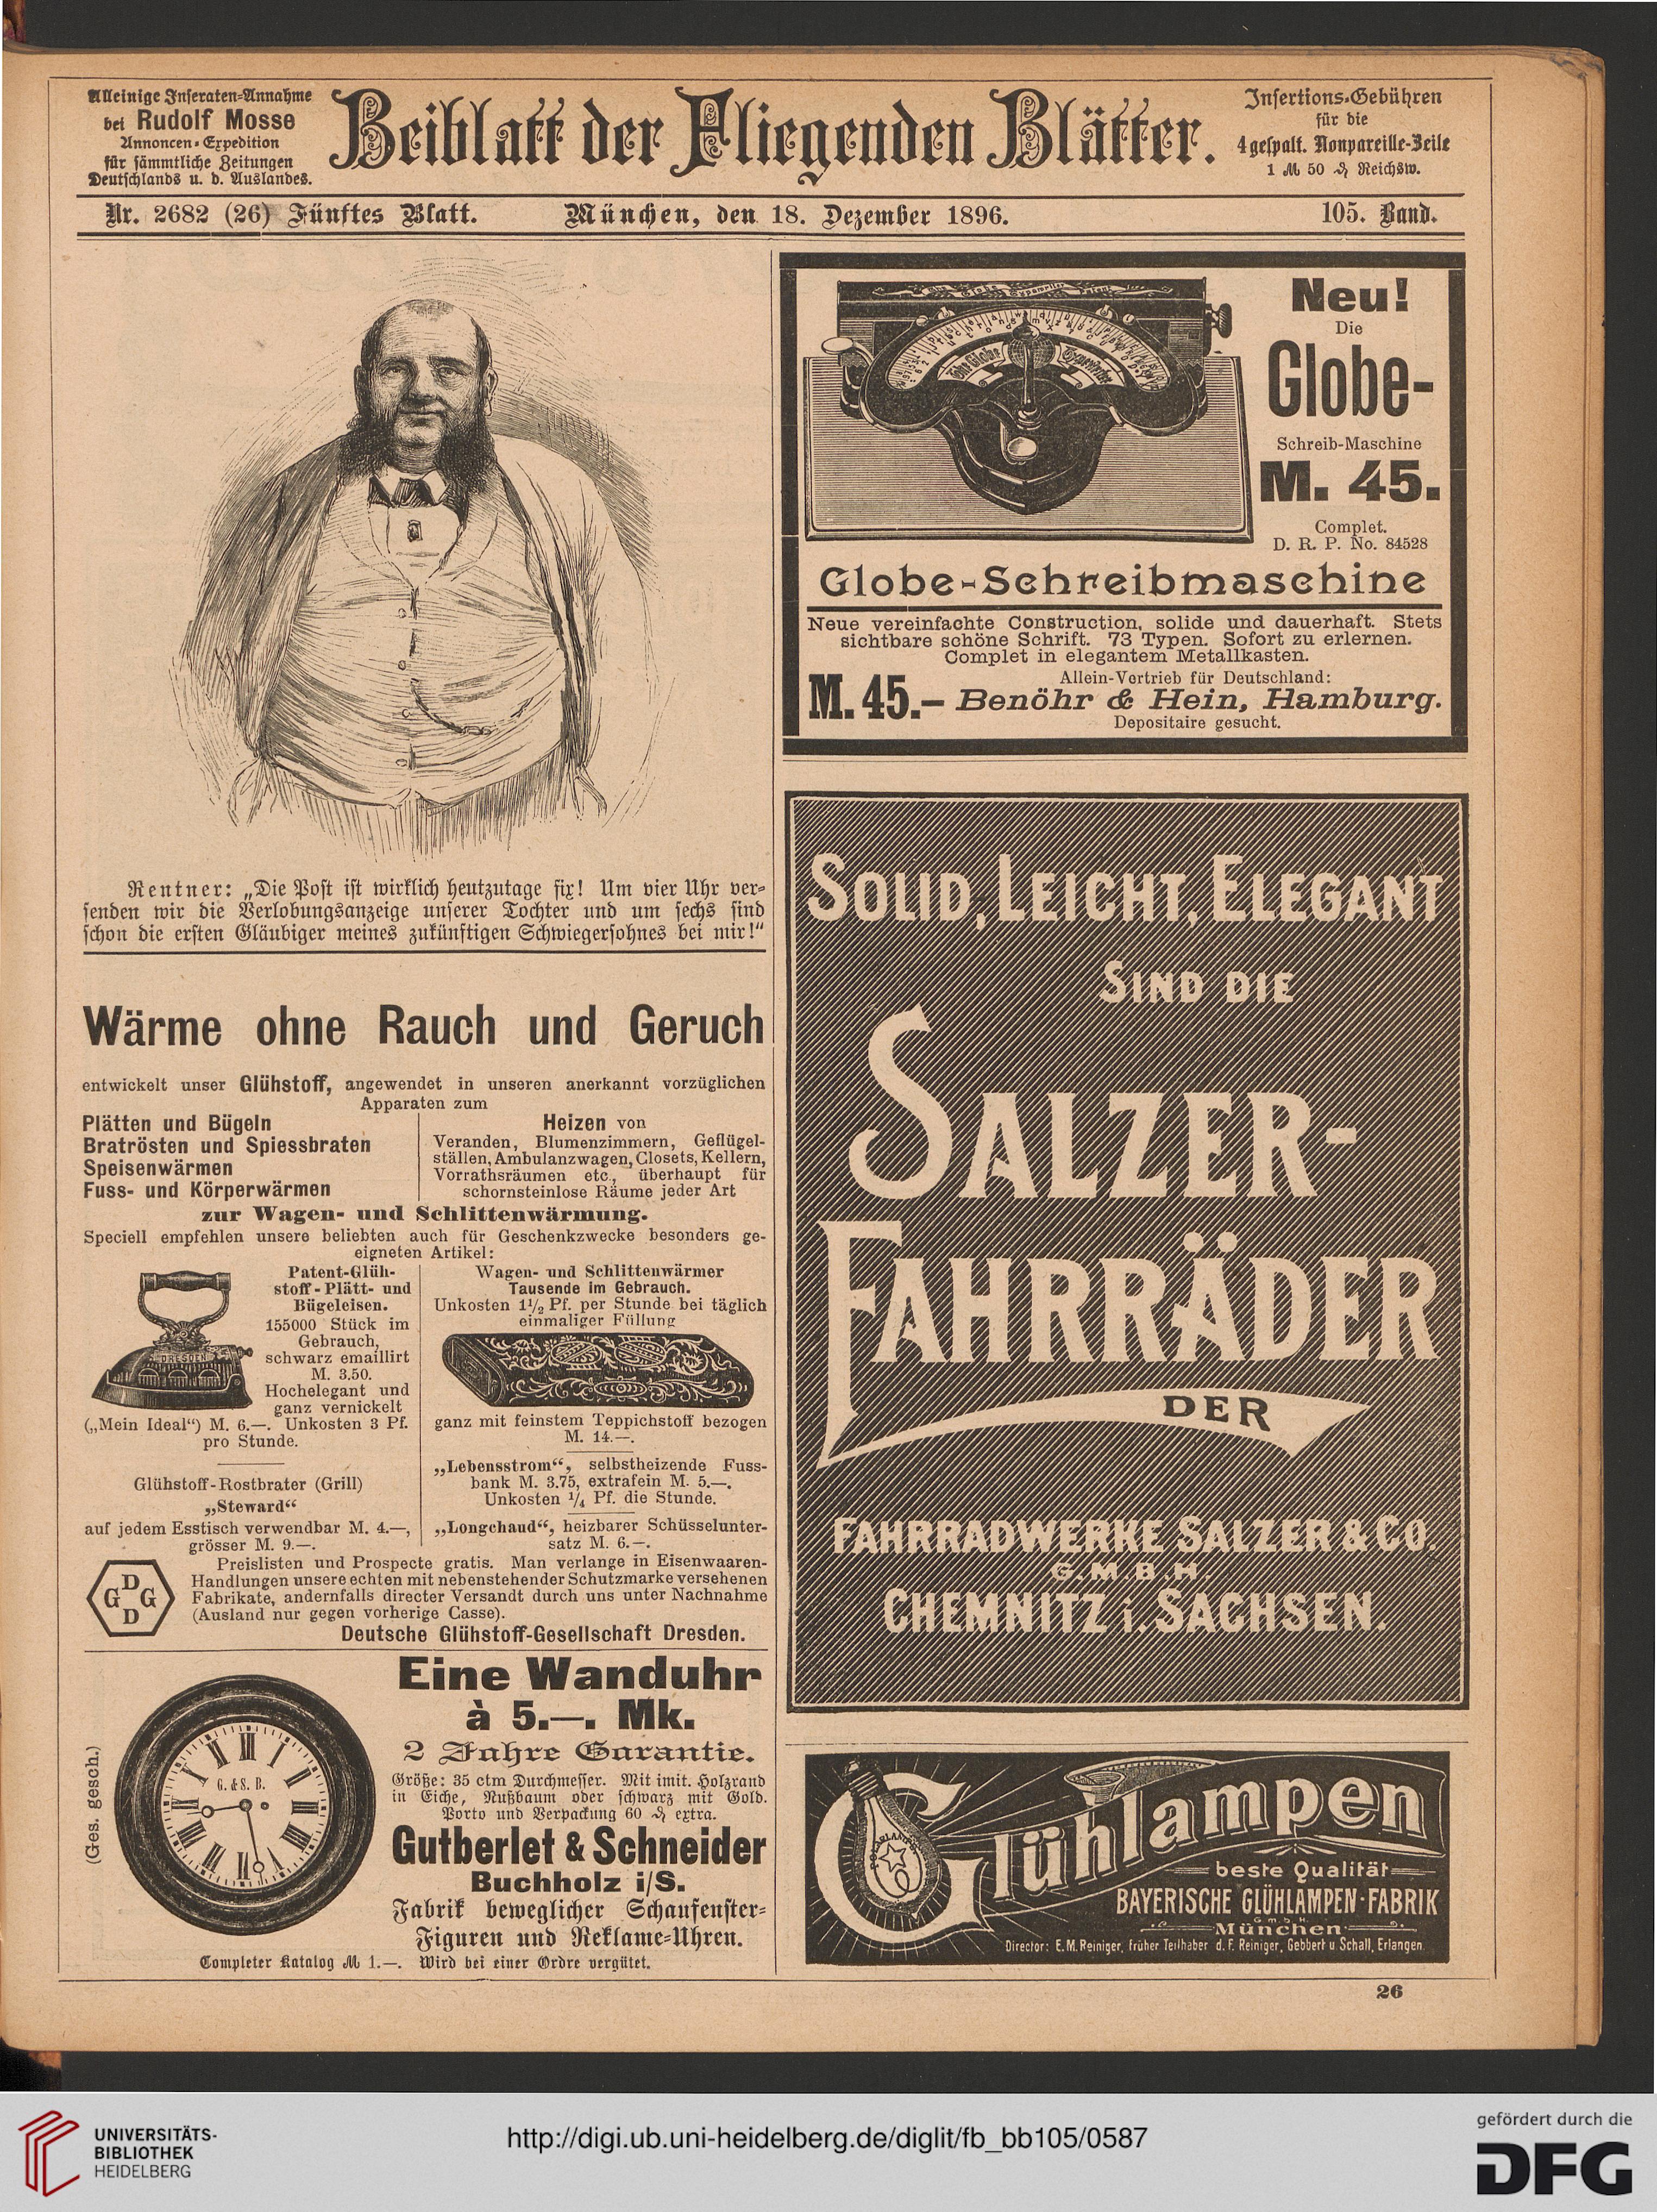 Alleinige Inseraten-Annahme
bei Rudolf Mosse
Annoncen-Expedition
für sämmtliche Zeitungen
Deutschlands u. d. Auslandes.
Beiblatt der Fliegenden Blätter.
Insertions-Gebühren
für die
4 gespalt. Nonpareille-Zeile
1 ℳ 50 ₰ Reichsw.
Nr. 2682 (26) Fünftes Blatt. München, den 18. Dezember 1896. 105. Band.
Rentner: „Die Post ist wirklich heutzutage fix! Um vier Uhr ver-
senden wir die Verlobungsanzeige unserer Tochter und um sechs sind
schon die ersten Gläubiger meines zukünftigen Schwiegersohnes bei mir!“
Wärme ohne Rauch und Geruch
entwickelt unser Glühstoff, angewendet in unseren anerkannt vorzüglichen
Apparaten zum
Plätten und Bügeln
Bratrösten und Spiessbraten
Speisenwärmen
Fuss- und Körperwärmen
Heizen von
Veranden, Blumenzimmern, Geflügel-
ställen, Ambulanzwagen, Closets, Kellern,
Vorrathsräumen etc., überhaupt für
schornsteinlose Räume jeder Art
zur Wagen- und Schlittenwärmung.
Speciell empfehlen unsere beliebten auch für Geschenkzwecke besonders ge-
eigneten Artikel:
Patent-Glüh-
stoff-Plätt- und
Bügeleisen.
155000 Stück im
Gebrauch,
schwarz emaillirt
M. 3.50.
Hochelegant und
ganz vernickelt
(„Mein Ideal“) M. 6.—. Unkosten 3 Pf.
pro Stunde.
DRESDEN
Glühstoff-Rostbrater (Grill)
„Steward“
auf jedem Esstisch verwendbar M. 4.—,
grösser M. 9.—.
Wagen- und Schlittenwärmer
Tausende im Gebrauch.
Unkosten 1½ Pf. per Stunde bei täglich
einmaliger Füllung
ganz mit feinstem Teppichstoff bezogen
M. 14.—.
„Lebensstrom“, selbstheizende Fuss-
bank M. 3.75, extrafein M. 5.—.
Unkosten ¼ Pf. die Stunde.
„Longchaud“, heizbarer Schüsselunter-
satz M. 6.—.
D
G G
D
Preislisten und Prospecte gratis. Man verlange in Eisenwaaren-
Handlungen unsere echten mit nebenstehender Schutzmarke versehenen
Fabrikate, andernfalls directer Versandt durch uns unter Nachnahme
(Ausland nur gegen vorherige Casse).
Deutsche Glühstoff-Gesellschaft Dresden.
(Ges. gesch.)
G. & S. B.
Eine Wanduhr
à 5.—. Mk.
2 Jahre Garantie.
Größe: 35 ctm Durchmesser. Mit imit. Holzrand
in Eiche, Nußbaum oder schwarz mit Gold.
Porto und Verpackung 60 ₰ extra.
Gutberlet & Schneider
Buchholz i/S.
Fabrik beweglicher Schaufenster-
Figuren und Reklame-Uhren.
Completer Katalog ℳ 1.—. Wird bei einer Ordre vergütet.
Neu!
Die
Globe-
Schreib-Maschine
M. 45.
Complet.
D. R. P. No. 84528
Globe-Schreibmaschine
Neue vereinfachte Construction, solide und dauerhaft. Stets
sichtbare schöne Schrift. 73 Typen. Sofort zu erlernen.
Complet in elegantem Metallkasten.
Allein-Vertrieb für Deutschland:
M. 45.— Benöhr & Hein, Hamburg.
Depositaire gesucht.
SOLID, LEICHT, ELEGANT
SIND DIE
SALZER-
FAHRRÄDER
DER
FAHRRADWERKE SALZER & CO.
G.M.B.H.
CHEMNITZ i. SACHSEN.
Glühlampen
beste Qualität
BAYERISCHE GLÜHLAMPEN-FABRIK
G. m. b. H.
München
Director: E. M. Reiniger, früher Teilhaber d. F. Reiniger, Gebbert u Schall, Erlangen
26
UNIVERSITÄTS-
BIBLIOTHEK
HEIDELBERG
http://digi.ub.uni-heidelberg.de/diglit/fb_bb105/0587
gefördert durch die
DFG